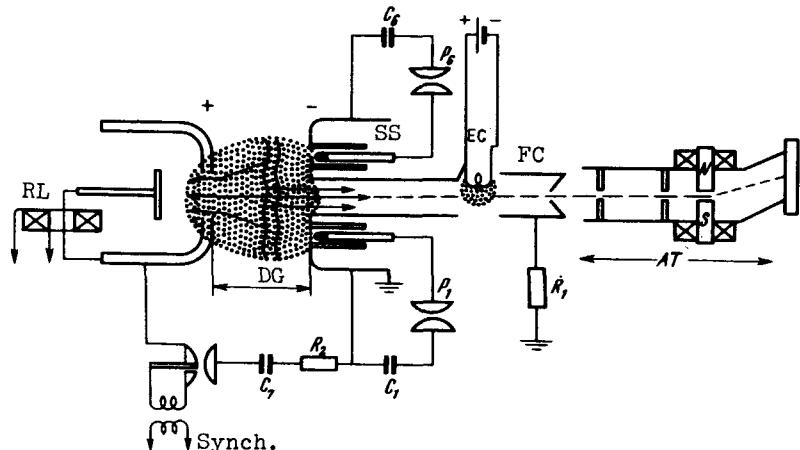 C₆
+ -
P₆
+ -
SS
EC
FC
RL
N
S
AT
DG
P₁
R₁
R₂
C₇
C₁
Synch.